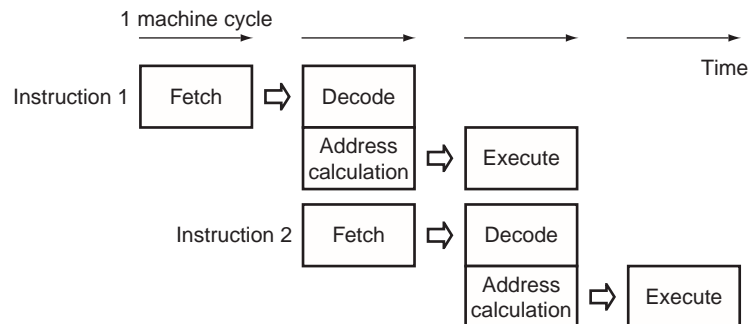 1 machine cycle
Time
Instruction 1
Fetch
Decode
Address
calculation
Execute
Instruction 2
Fetch
Decode
Address
calculation
Execute